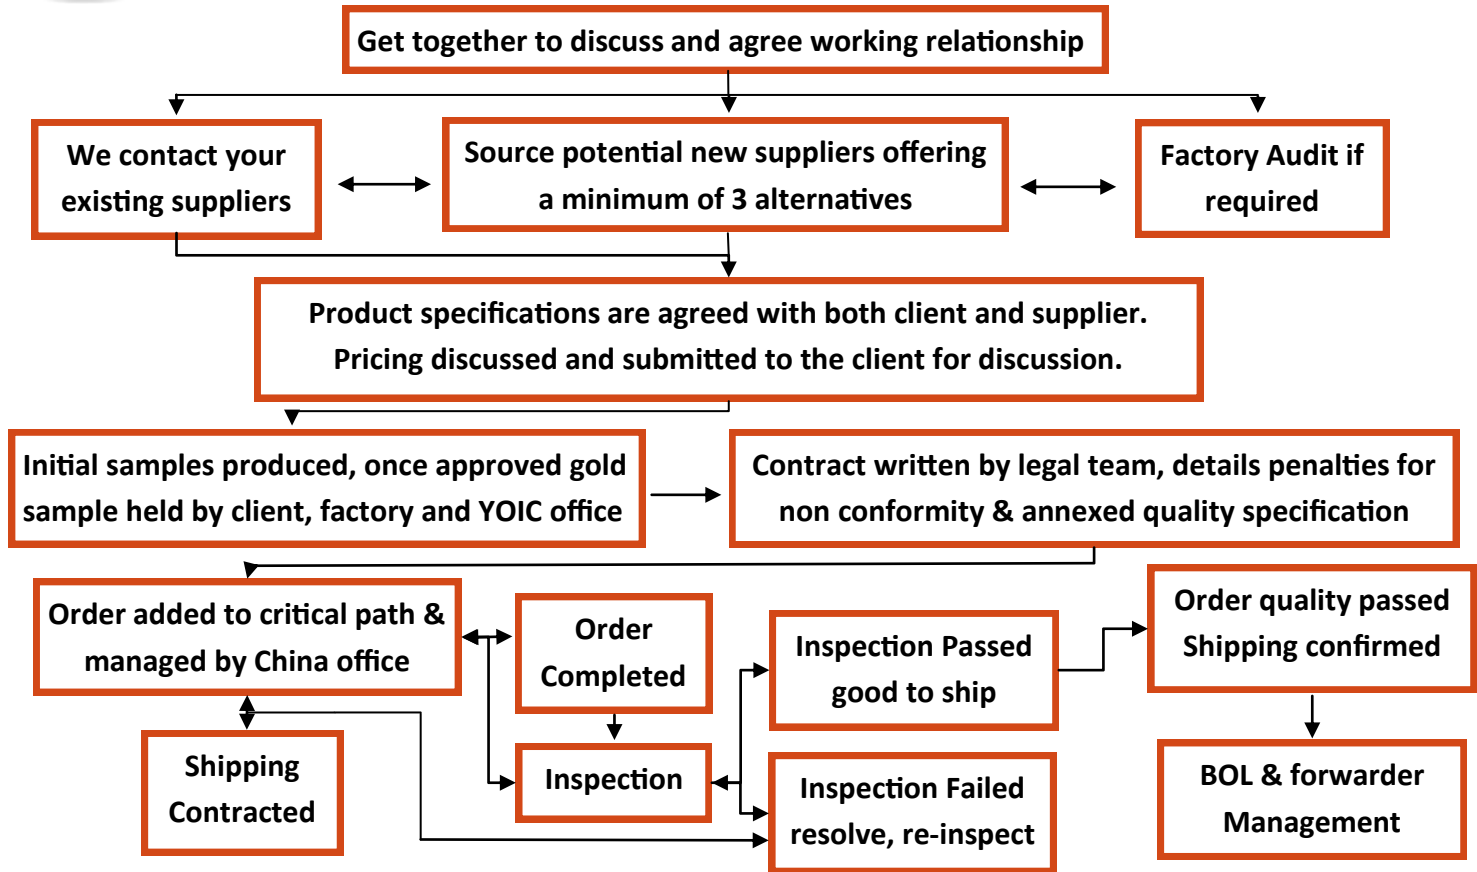 Get together to discuss and agree working relationship
We contact your
existing suppliers
Source potential new suppliers offering
a minimum of 3 alternatives
Factory Audit if
required
Product specifications are agreed with both client and supplier.
Pricing discussed and submitted to the client for discussion.
Initial samples produced, once approved gold
sample held by client, factory and YOIC office
Contract written by legal team, details penalties for
non conformity & annexed quality specification
Order added to critical path &
managed by China office
Order
Completed
Inspection Passed
good to ship
Order quality passed
Shipping confirmed
Shipping
Contracted
Inspection
Inspection Failed
resolve, re-inspect
BOL & forwarder
Management